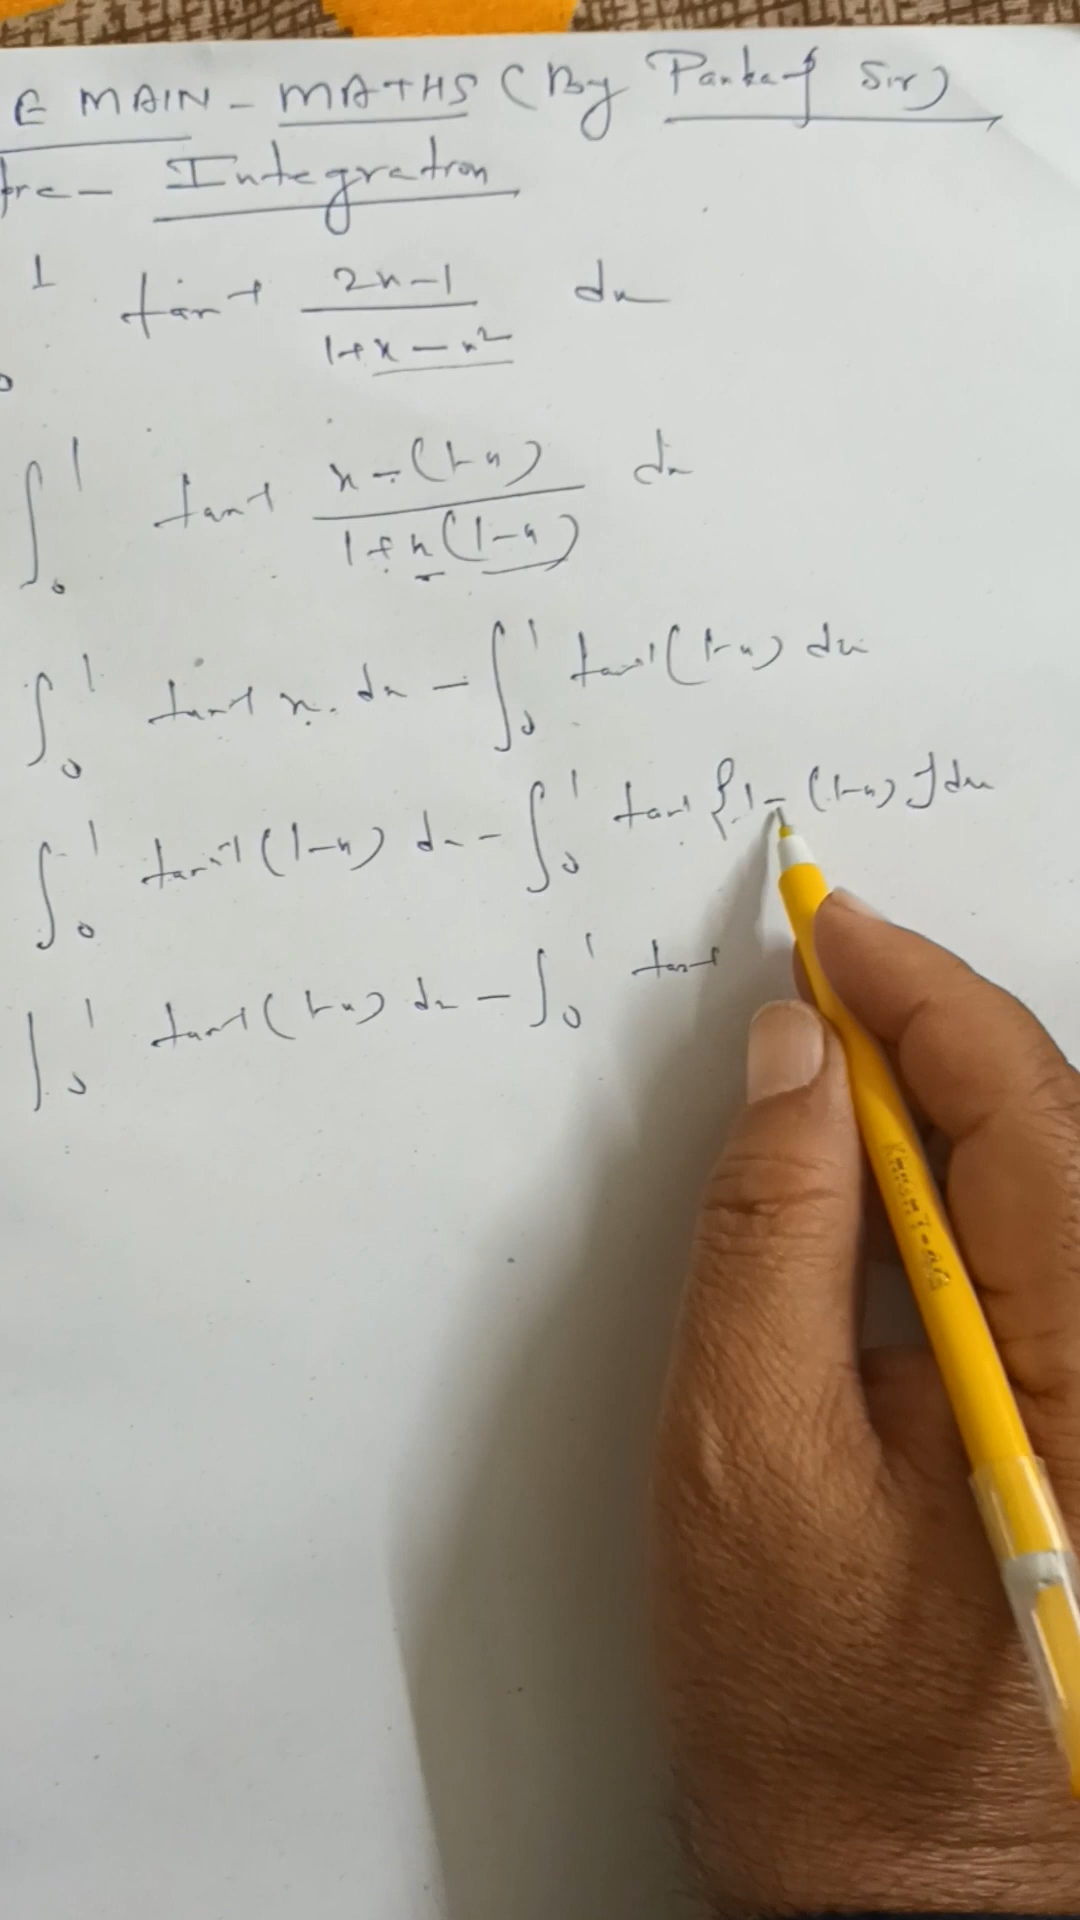 E MAIN - MATHS (By Pankaj Sir)
Integration
∫₀¹ tan⁻¹ (2x-1)/(1+x-x²) dx
∫₀¹ tan⁻¹ (x-(1-x))/(1+x(1-x)) dx
∫₀¹ tan⁻¹ x. dx - ∫₀¹ tan⁻¹(1-x) dx
∫₀¹ tan⁻¹(1-x) dx - ∫₀¹ tan⁻¹{1-(1-x)}dx
∫₀¹ tan⁻¹(1-x) dx - ∫₀¹ tan⁻¹